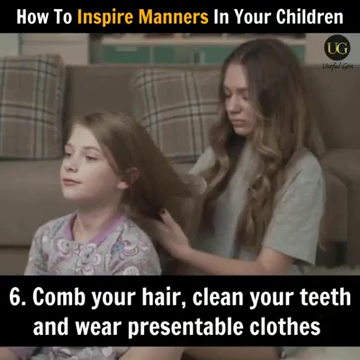 How To Inspire Manners In Your Children
UG
Useful Gen
6. Comb your hair, clean your teeth
and wear presentable clothes